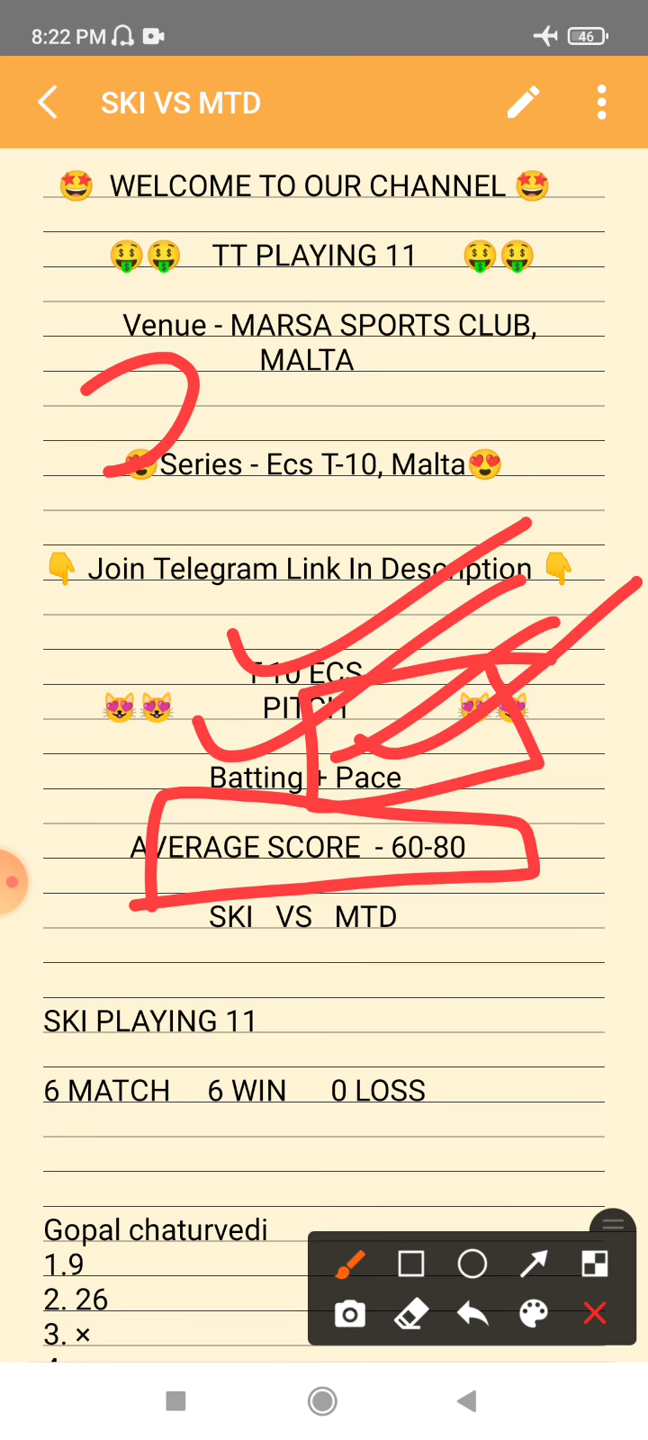 8:22 PM 46
SKI VS MTD
🤩 WELCOME TO OUR CHANNEL 🤩
🤑🤑 TT PLAYING 11 🤑🤑
Venue - MARSA SPORTS CLUB,
MALTA
😍Series - Ecs T-10, Malta😍
👇 Join Telegram Link In Description 👇
T-10 ECS
😻😻 PITCH 😻😻
Batting + Pace
AVERAGE SCORE - 60-80
SKI VS MTD
SKI PLAYING 11
6 MATCH 6 WIN 0 LOSS
Gopal chaturvedi
1.9
2. 26
3. ×